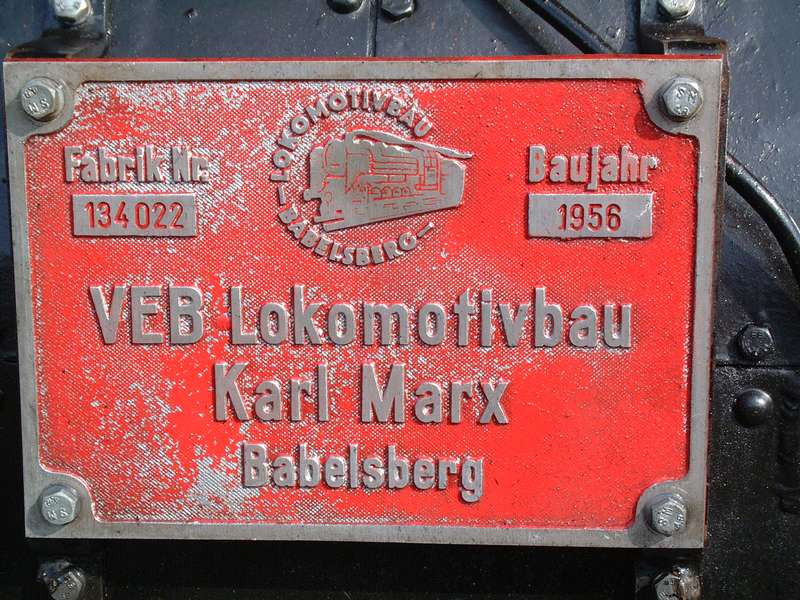 LOKOMOTIVBAU
BABELSBERG
Fabrik Nr.
134022
Baujahr
1956
VEB Lokomotivbau
Karl Marx
Babelsberg